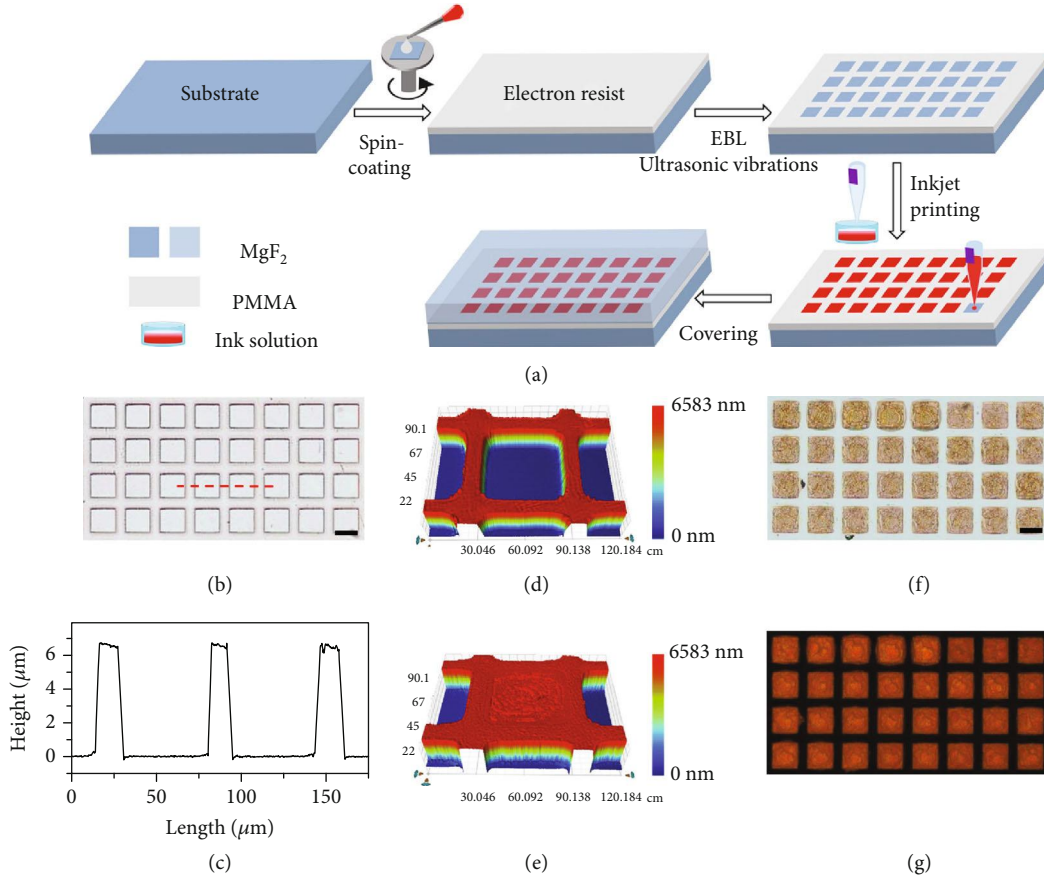 Substrate
Spin-
coating
Electron resist
EBL
Ultrasonic vibrations
Inkjet
printing
MgF2
PMMA
Ink solution
Covering
(a)
6583 nm
90.1
67
45
22
0 nm
30.046 60.092 90.138 120.184 cm
(b)
(d)
(f)
Height (μm)
6
4
2
0
0 50 100 150
Length (μm)
(c)
6583 nm
90.1
67
45
22
0 nm
30.046 60.092 90.138 120.184 cm
(e)
(g)